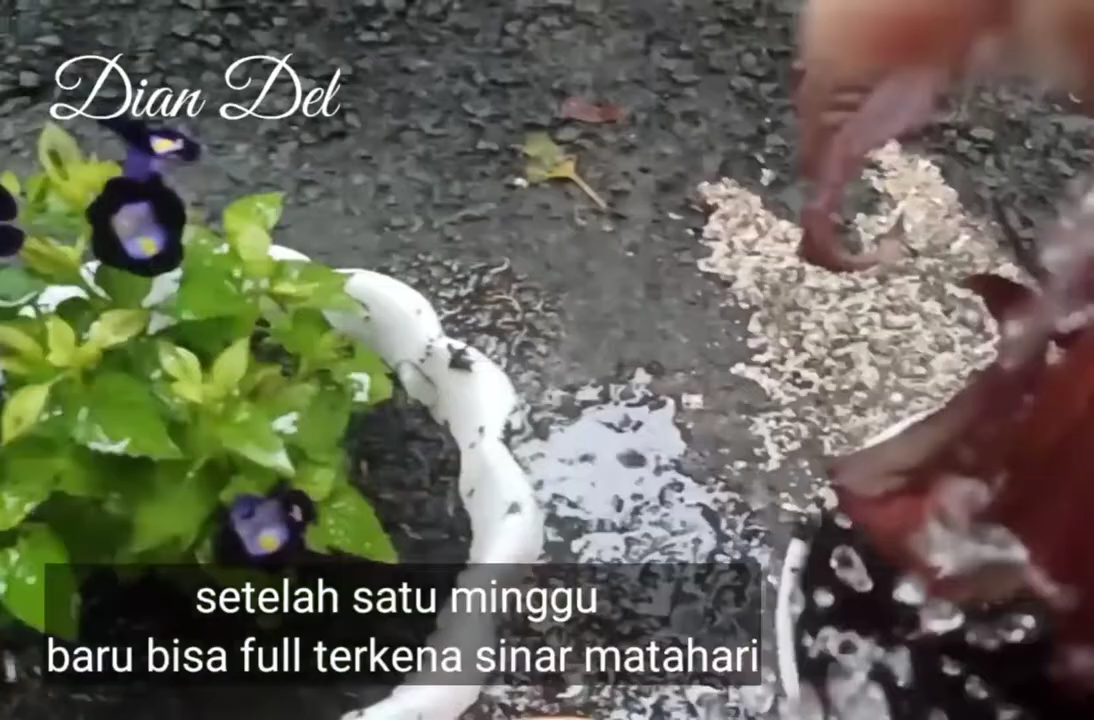 Dian Del
setelah satu minggu
baru bisa full terkena sinar matahari